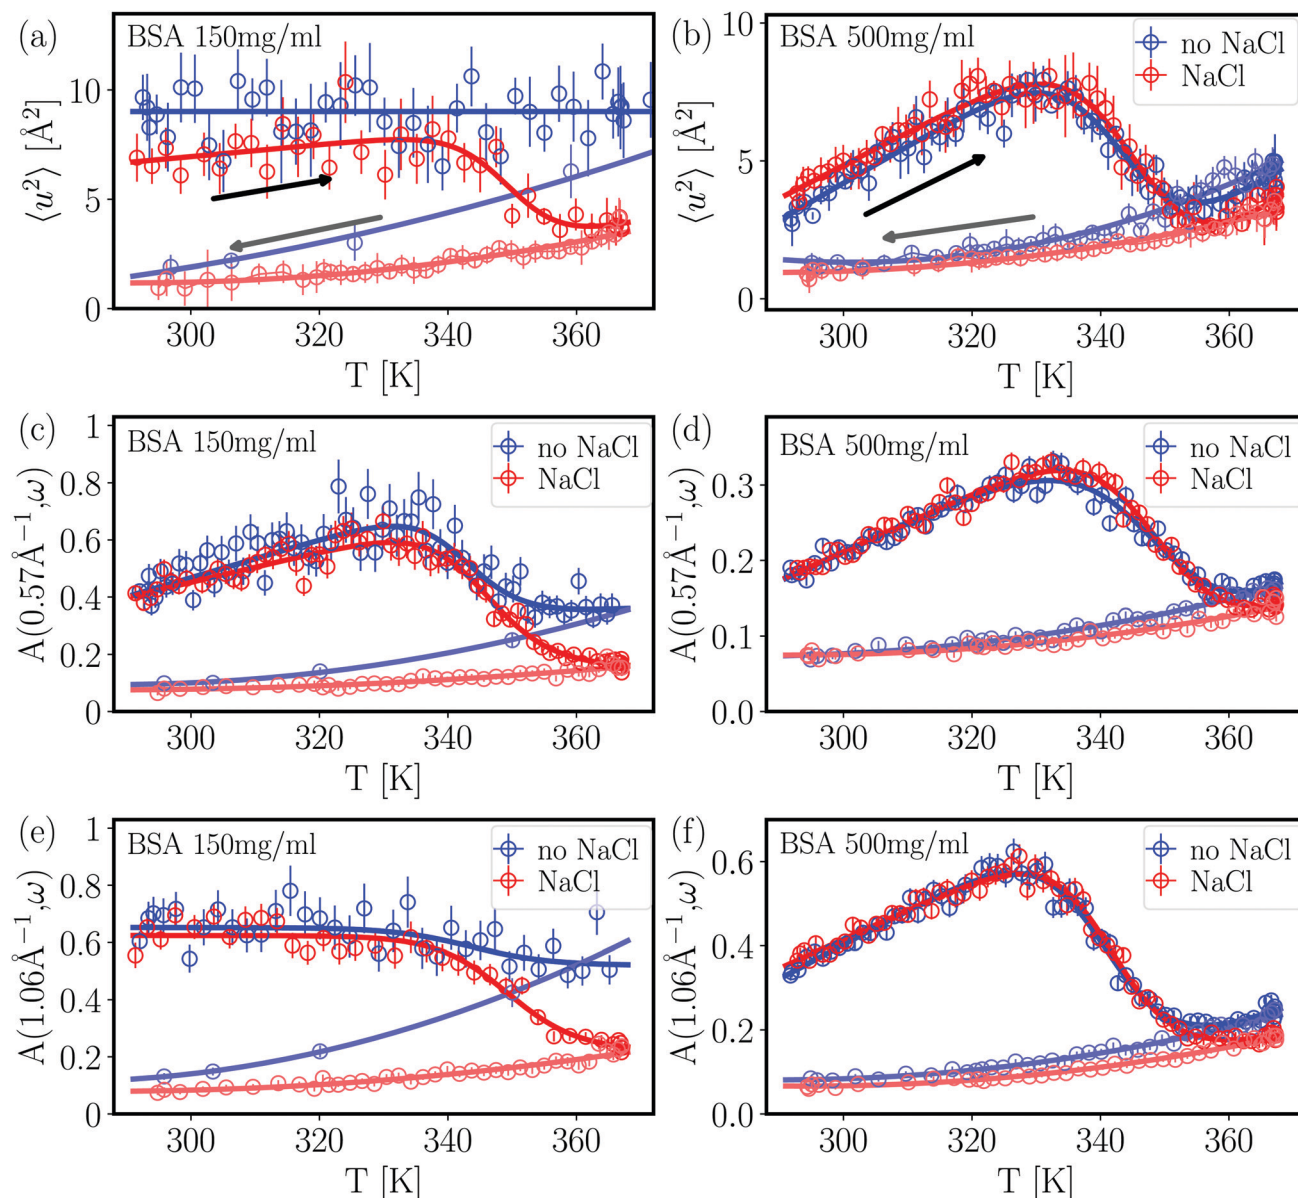 (a)
BSA 150mg/ml
10
5
0
⟨u²⟩ [Å²]
300
320
340
360
T [K]
(b)
BSA 500mg/ml
no NaCl
NaCl
10
5
0
⟨u²⟩ [Å²]
300
320
340
360
T [K]
(c)
BSA 150mg/ml
no NaCl
NaCl
1
0.8
0.6
0.4
0.2
0
A(0.57Å⁻¹,ω)
300
320
340
360
T [K]
(d)
BSA 500mg/ml
no NaCl
NaCl
0.3
0.2
0.1
0.0
A(0.57Å⁻¹,ω)
300
320
340
360
T [K]
(e)
BSA 150mg/ml
no NaCl
NaCl
1
0.8
0.6
0.4
0.2
0
A(1.06Å⁻¹,ω)
300
320
340
360
T [K]
(f)
BSA 500mg/ml
no NaCl
NaCl
0.6
0.4
0.2
0.0
A(1.06Å⁻¹,ω)
300
320
340
360
T [K]